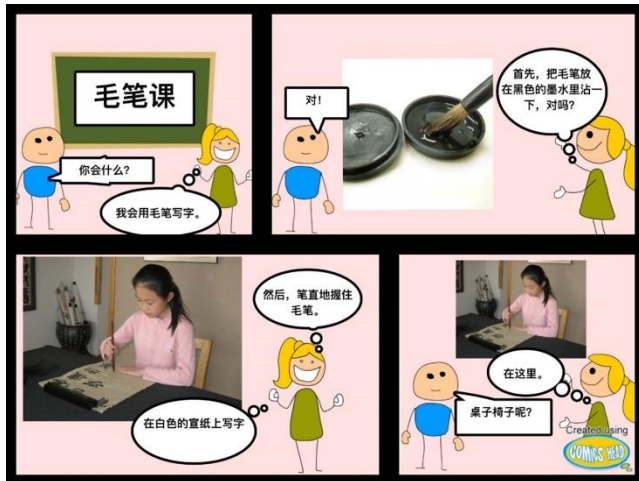 毛笔课
你会什么?
我会用毛笔写字。
对!
首先，把毛笔放
在黑色的墨水里沾一
下，对吗?
然后，笔直地握住
毛笔。
在白色的宣纸上写字
在这里。
桌子椅子呢?
Created using
COMICS HEAD